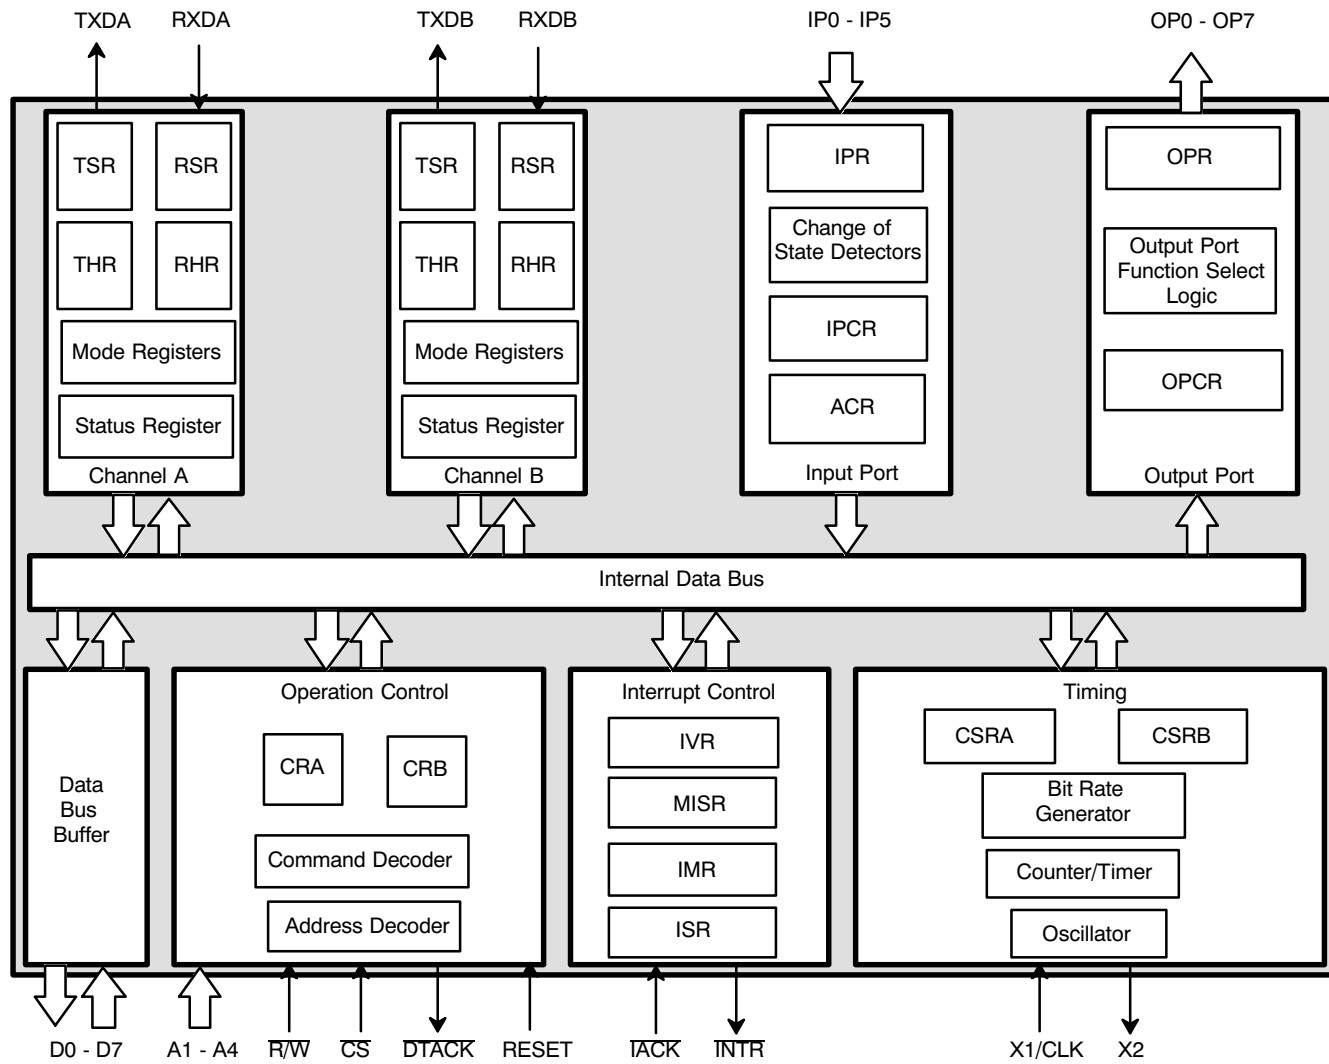 TXDA RXDA TXDB RXDB IP0 - IP5 OP0 - OP7
TSR RSR
THR RHR
Mode Registers
Status Register
Channel A
TSR RSR
THR RHR
Mode Registers
Status Register
Channel B
IPR
Change of
State Detectors
IPCR
ACR
Input Port
OPR
Output Port
Function Select
Logic
OPCR
Output Port
Internal Data Bus
Data
Bus
Buffer
Operation Control
CRA CRB
Command Decoder
Address Decoder
Interrupt Control
IVR
MISR
IMR
ISR
Timing
CSRA CSRB
Bit Rate
Generator
Counter/Timer
Oscillator
D0 - D7 A1 - A4 R/W CS DTACK RESET IACK INTR X1/CLK X2